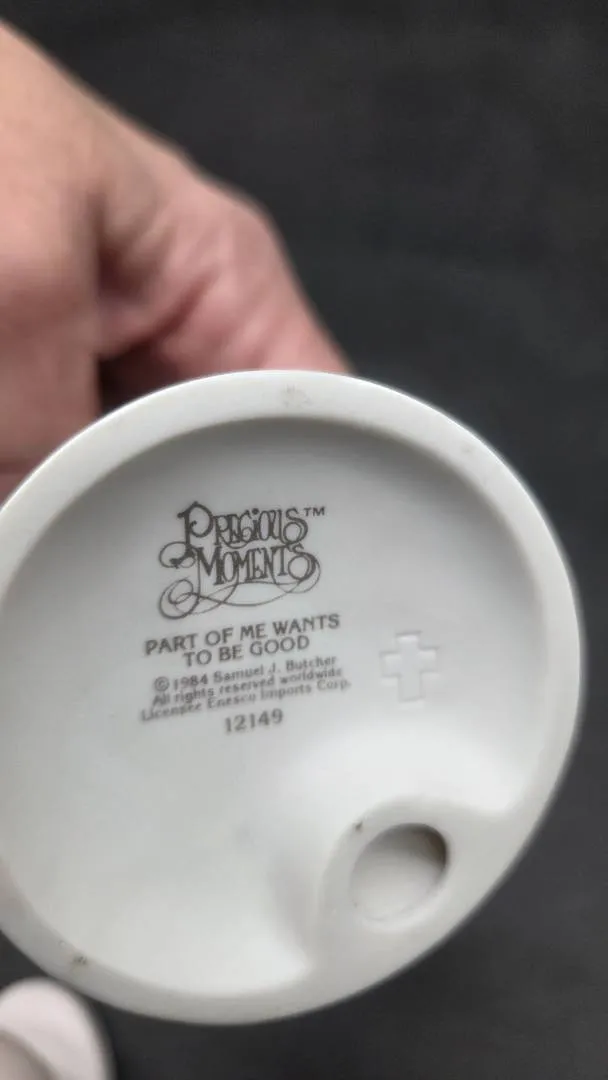 PRECIOUS™
MOMENTS
PART OF ME WANTS
TO BE GOOD
© 1984 Samuel J. Butcher
All rights reserved worldwide
Licensee Enesco Imports Corp.
12149